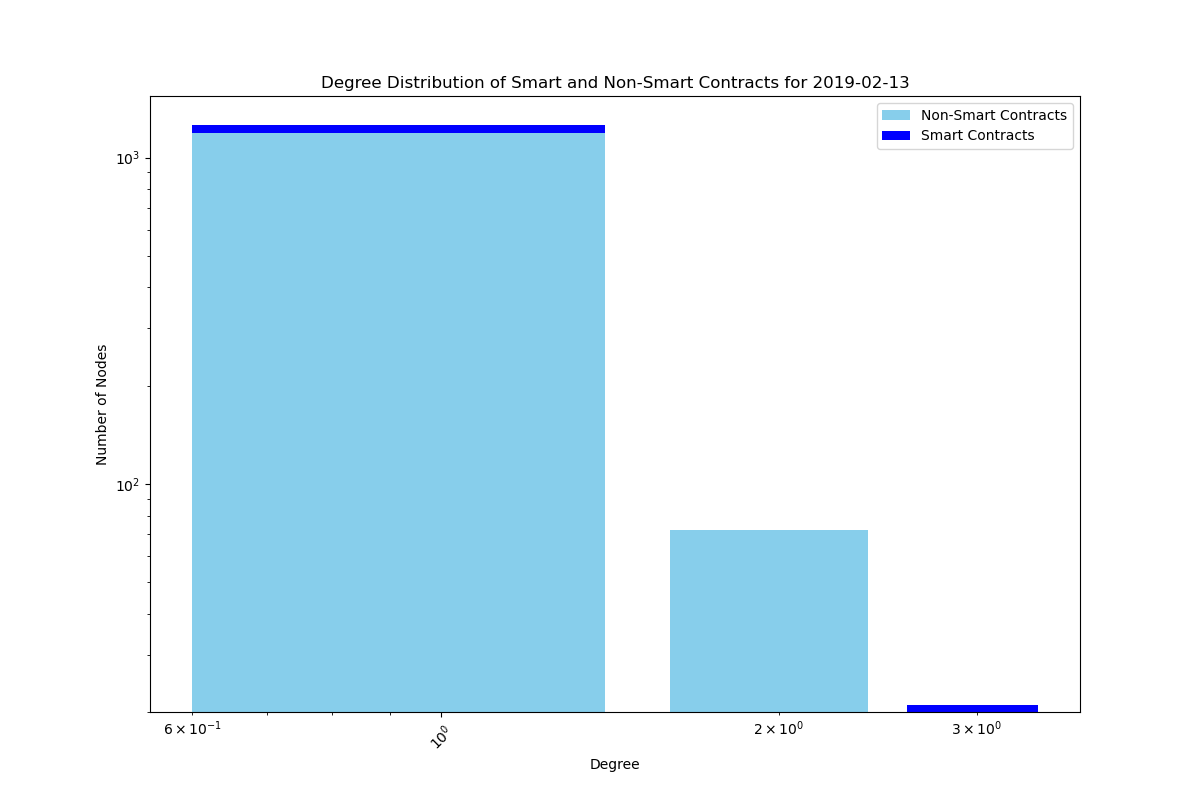 Degree Distribution of Smart and Non-Smart Contracts for 2019-02-13
Non-Smart Contracts
Smart Contracts
10³
10²
Number of Nodes
6 × 10⁻¹
10⁰
2 × 10⁰
3 × 10⁰
Degree